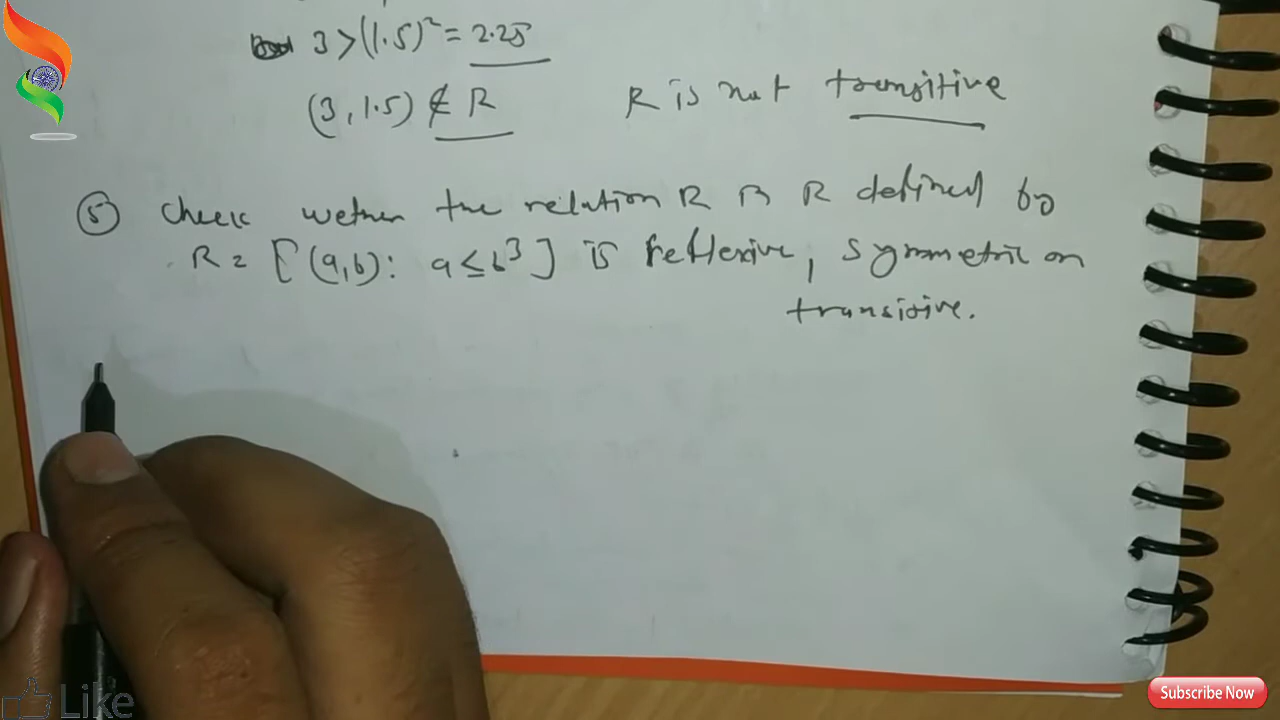 3 > (1.5)² = 2.25
(3, 1.5) ∉ R R is not transitive
⑤ Check wether the relation R in R defined by
R = [(a,b): a ≤ b³] is reflexive, symmetric or
transitive.
Like
Subscribe Now